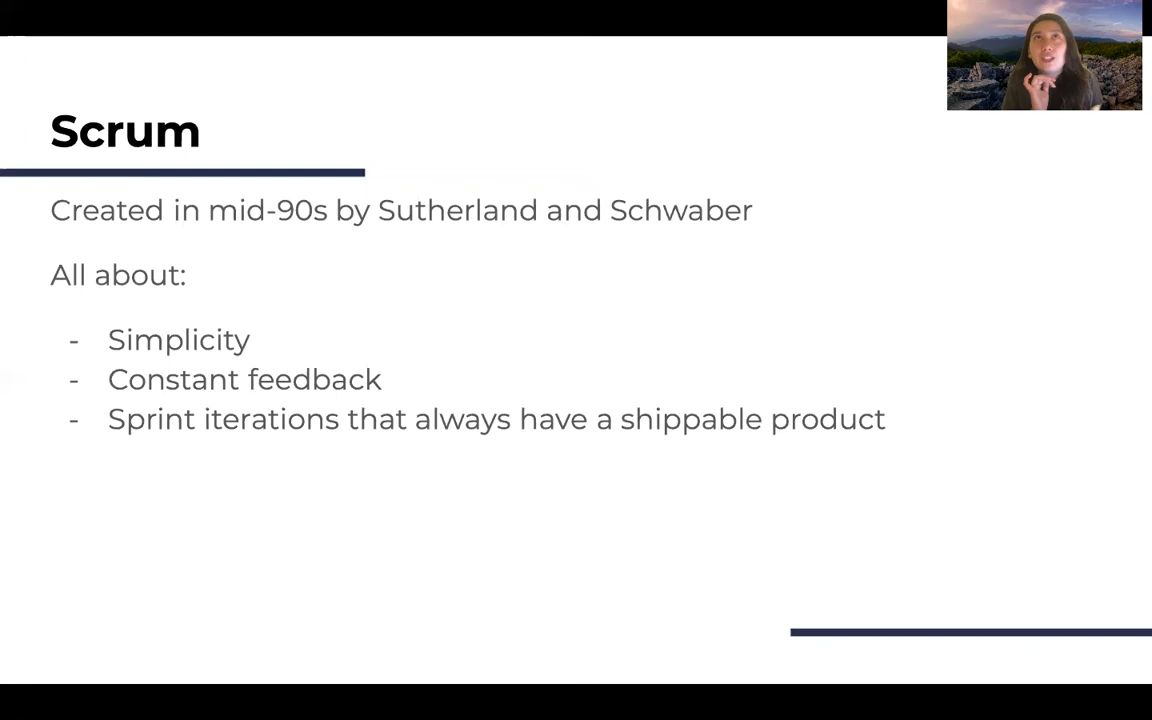 Scrum
Created in mid-90s by Sutherland and Schwaber
All about:
- Simplicity
- Constant feedback
- Sprint iterations that always have a shippable product